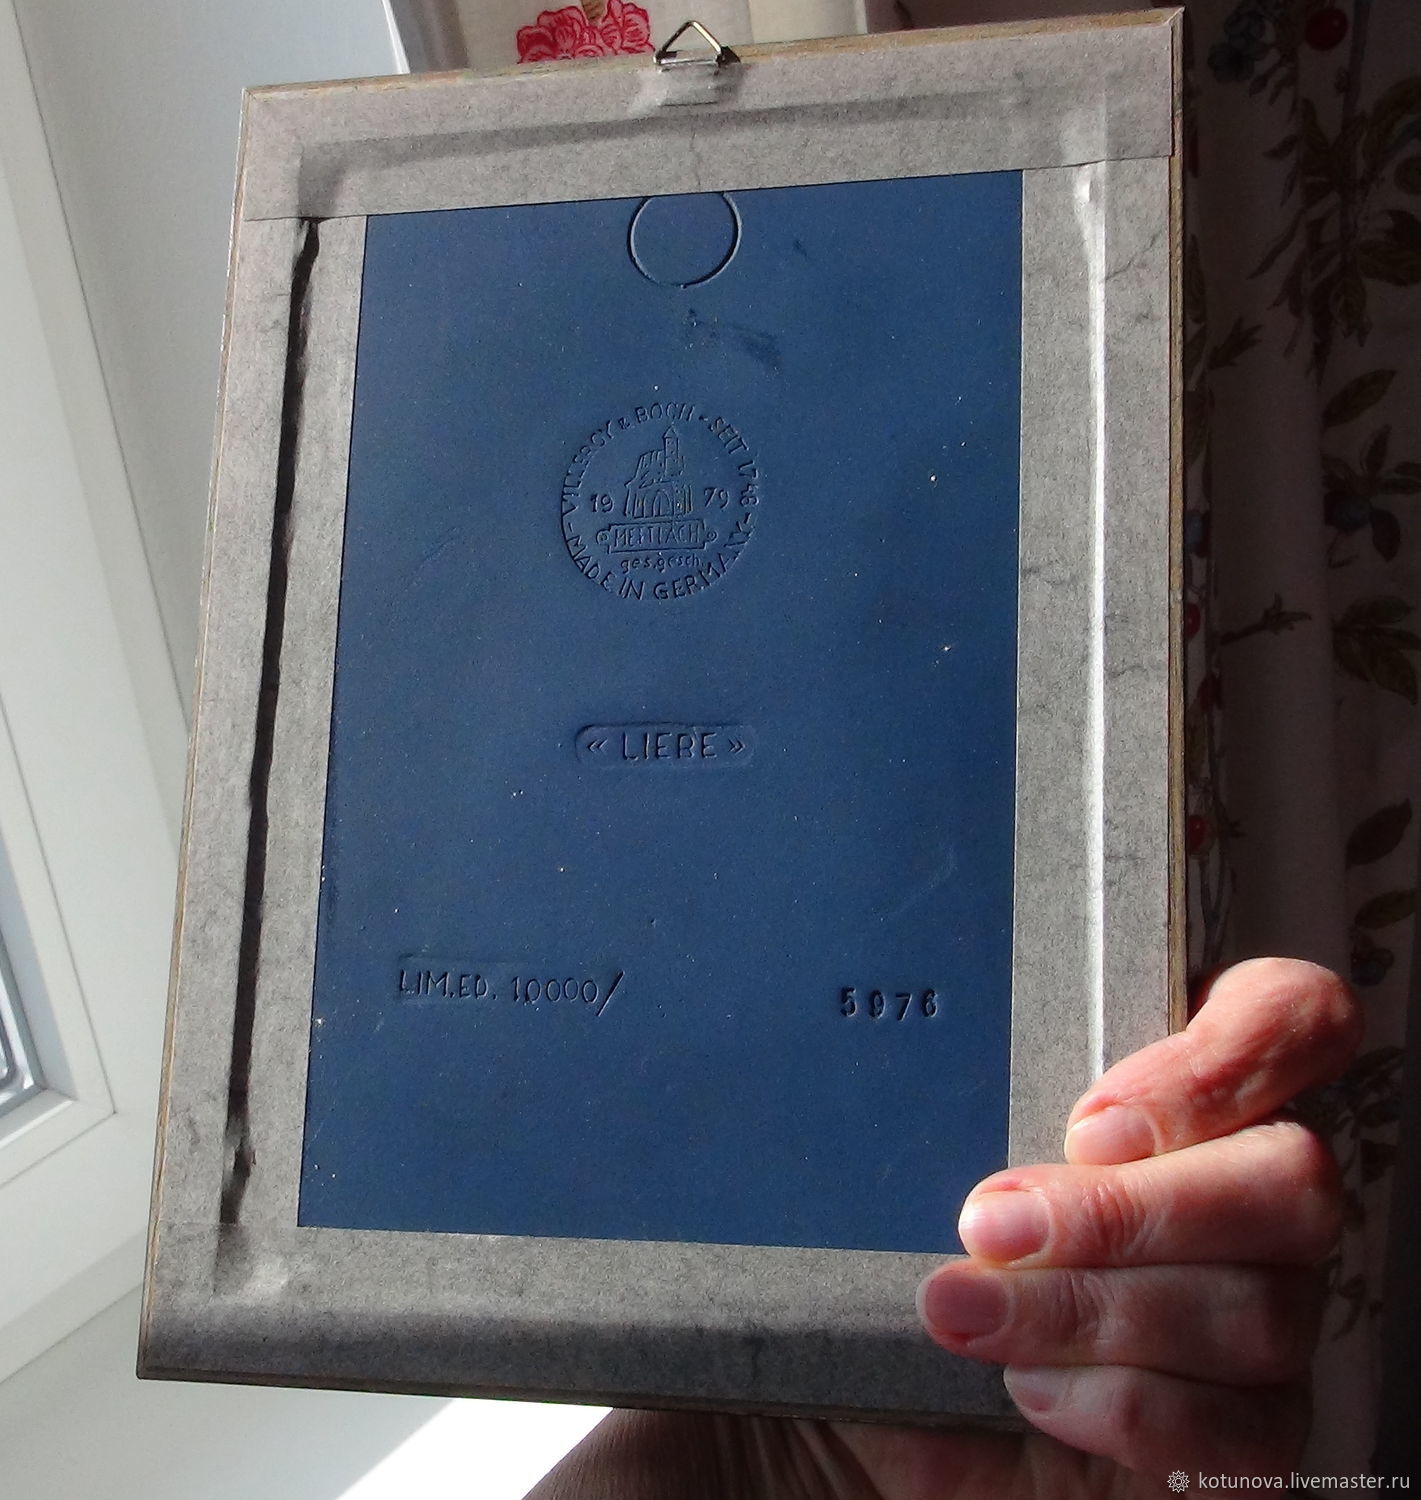 VILLEROY & BOCH - SEIT 1748 -
19 79
METTLACH
ges.gesch.
MADE IN GERMANY -
« LIEBE »
LIM.ED. 10000/ 5976
kotunova.livemaster.ru